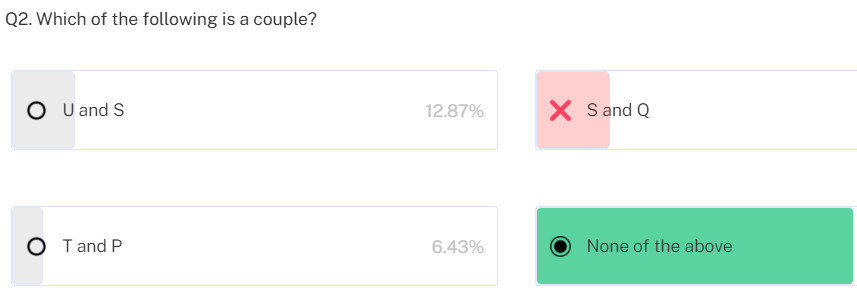 Q2. Which of the following is a couple?
U and S
12.87%
S and Q
T and P
6.43%
None of the above